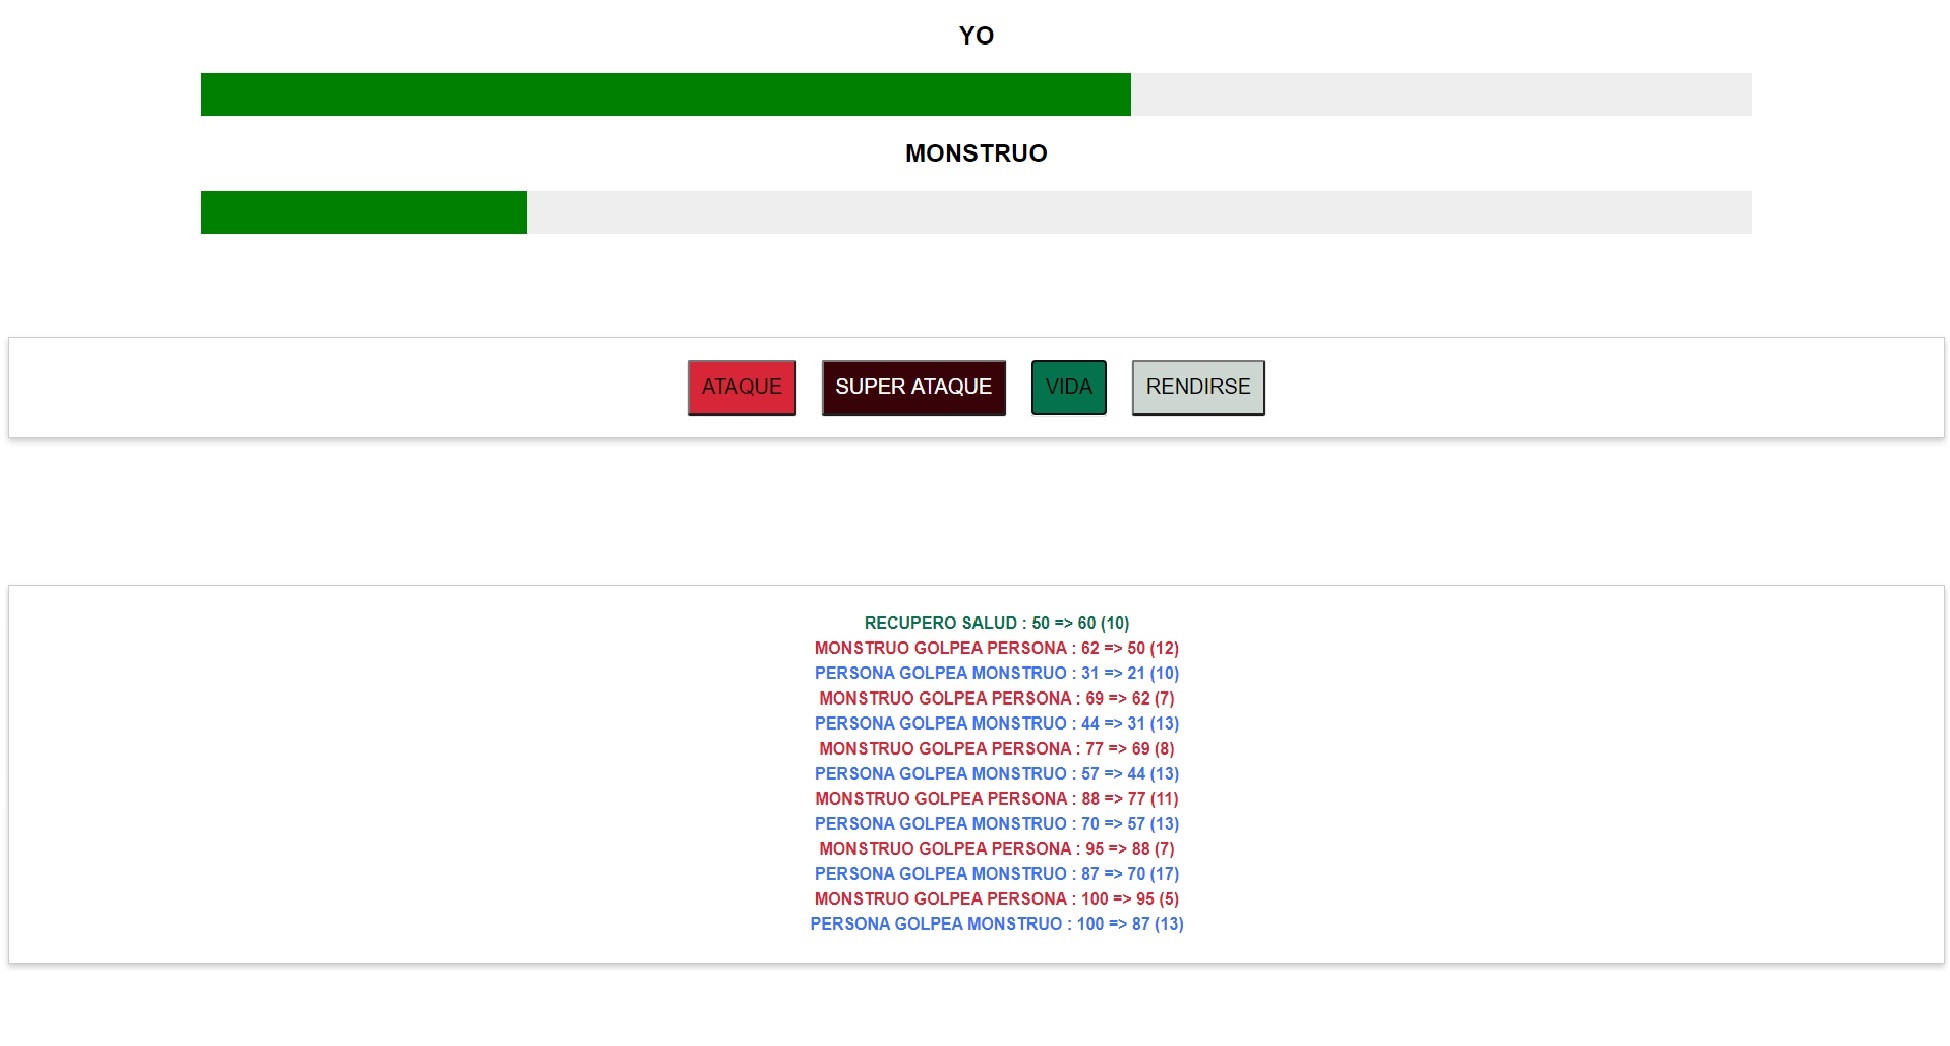 YO
MONSTRUO
ATAQUE SUPER ATAQUE VIDA RENDIRSE
RECUPERO SALUD : 50 => 60 (10)
MONSTRUO GOLPEA PERSONA : 62 => 50 (12)
PERSONA GOLPEA MONSTRUO : 31 => 21 (10)
MONSTRUO GOLPEA PERSONA : 69 => 62 (7)
PERSONA GOLPEA MONSTRUO : 44 => 31 (13)
MONSTRUO GOLPEA PERSONA : 77 => 69 (8)
PERSONA GOLPEA MONSTRUO : 57 => 44 (13)
MONSTRUO GOLPEA PERSONA : 88 => 77 (11)
PERSONA GOLPEA MONSTRUO : 70 => 57 (13)
MONSTRUO GOLPEA PERSONA : 95 => 88 (7)
PERSONA GOLPEA MONSTRUO : 87 => 70 (17)
MONSTRUO GOLPEA PERSONA : 100 => 95 (5)
PERSONA GOLPEA MONSTRUO : 100 => 87 (13)